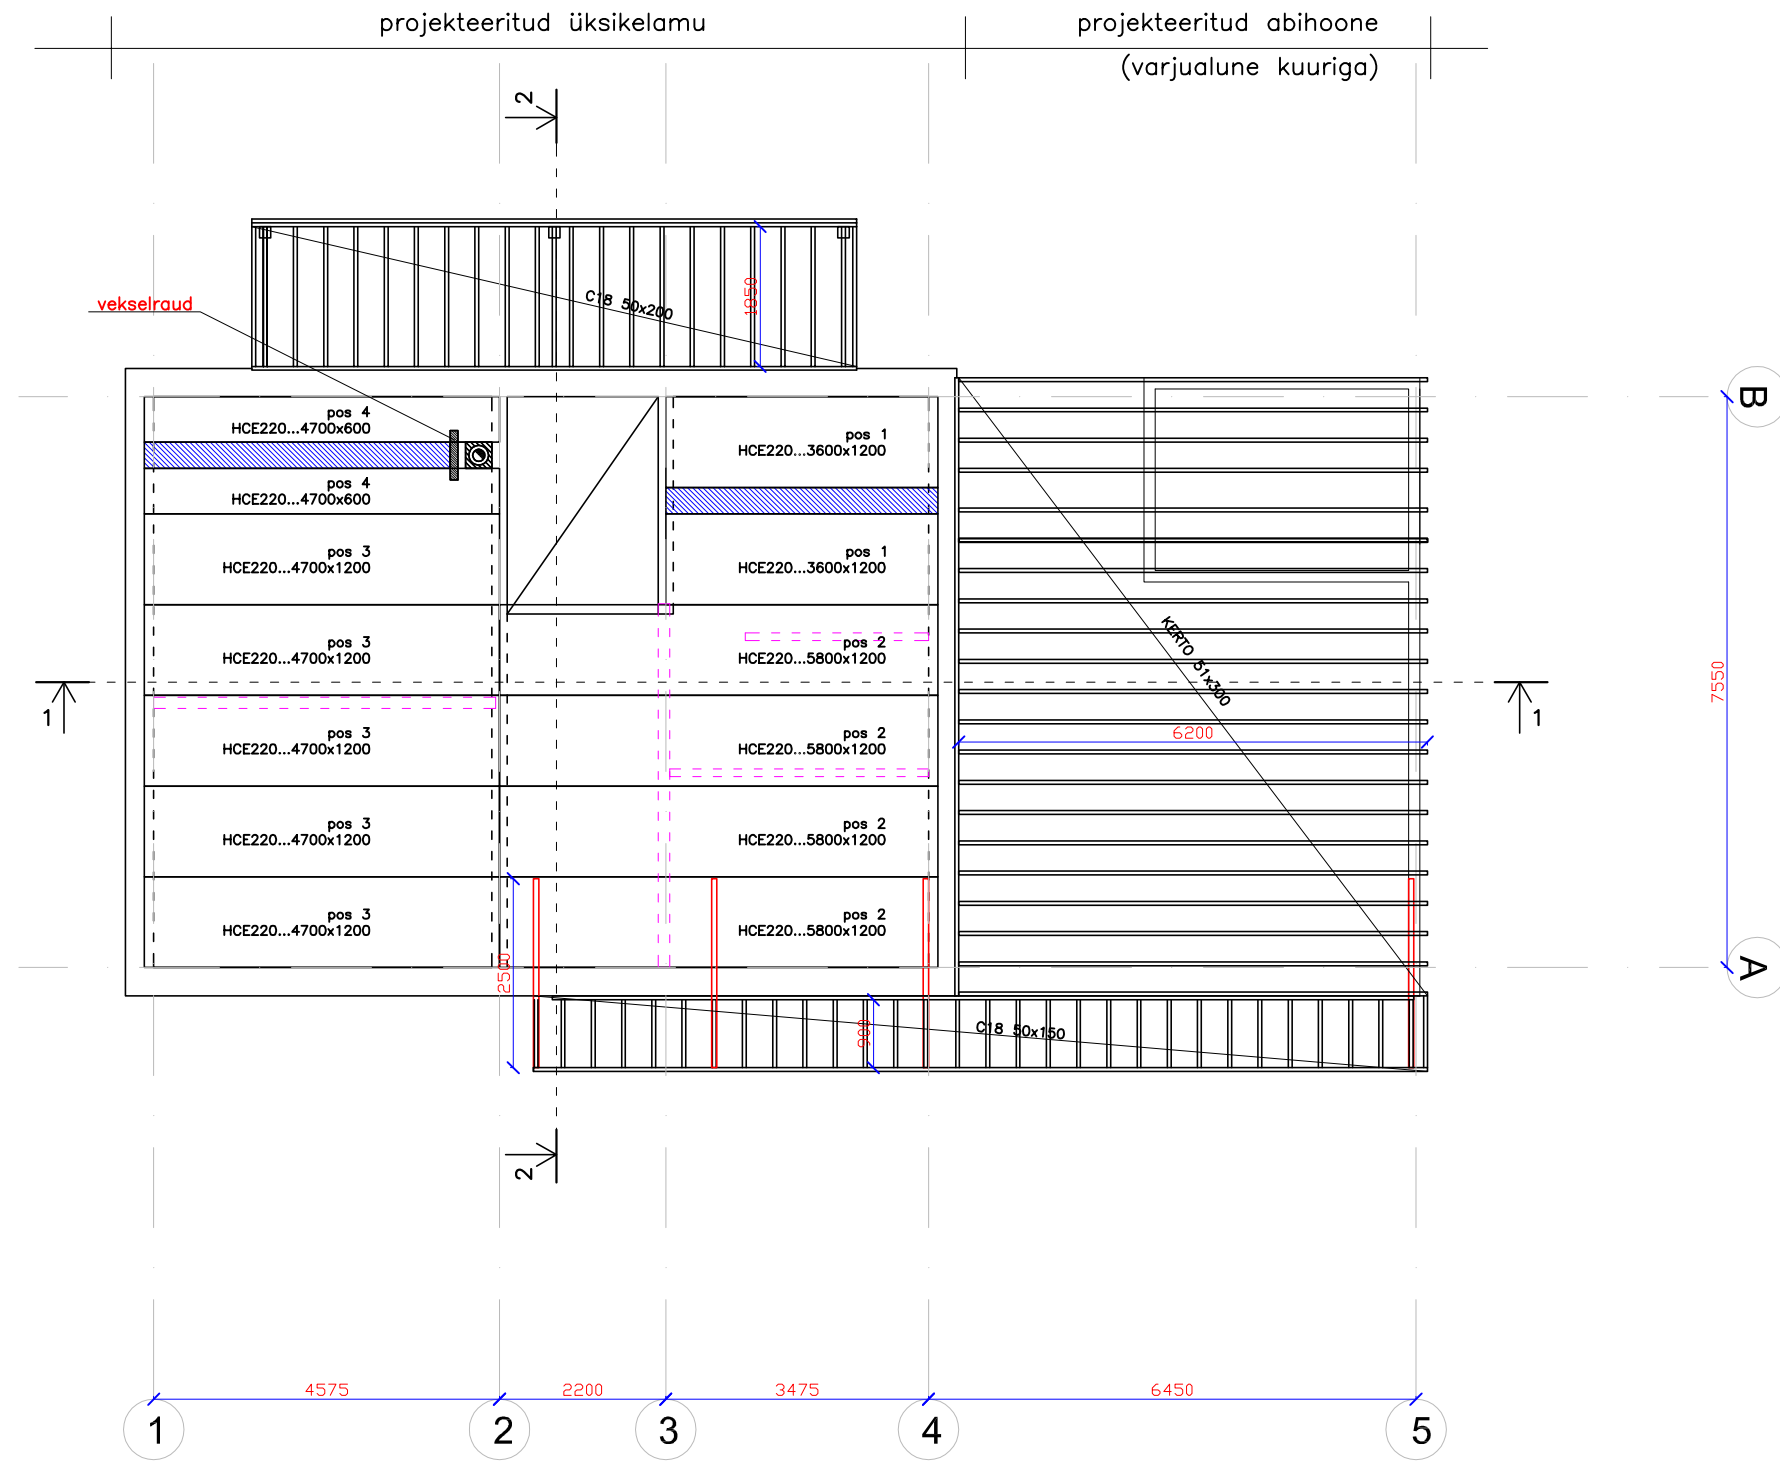 projekteeritud üksikelamu
projekteeritud abihoone
(varjualune kuuriga)
2
vekselraud
C18 50x200
1850
pos 4
HCE220...4700x600
pos 4
HCE220...4700x600
pos 1
HCE220...3600x1200
pos 3
HCE220...4700x1200
pos 1
HCE220...3600x1200
pos 3
HCE220...4700x1200
pos 2
HCE220...5800x1200
pos 3
HCE220...4700x1200
pos 2
HCE220...5800x1200
pos 3
HCE220...4700x1200
pos 2
HCE220...5800x1200
pos 3
HCE220...4700x1200
pos 2
HCE220...5800x1200
KERTO 51x300
6200
7550
B
A
1
1
2500
900
C18 50x150
2
4575
2200
3475
6450
1
2
3
4
5